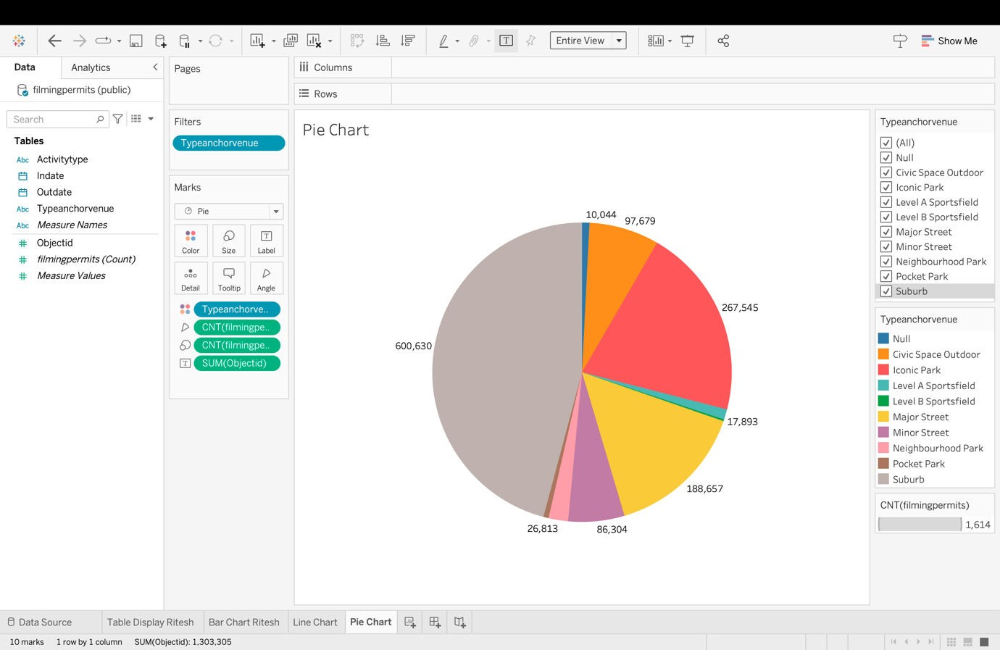 Entire View
Show Me
Data
Analytics
filmingpermits (public)
Search
Tables
Abc Activitytype
Indate
Outdate
Abc Typeanchorvenue
Abc Measure Names
Objectid
filmingpermits (Count)
Measure Values
Pages
Filters
Typeanchorvenue
Marks
Pie
Color
Size
T
Label
Detail
Tooltip
Angle
Typeanchorve..
CNT(filmingpe..
CNT(filmingpe..
T SUM(Objectid)
Columns
Rows
Pie Chart
10,044
97,679
267,545
600,630
17,893
188,657
26,813
86,304
Typeanchorvenue
(All)
Null
Civic Space Outdoor
Iconic Park
Level A Sportsfield
Level B Sportsfield
Major Street
Minor Street
Neighbourhood Park
Pocket Park
Suburb
Typeanchorvenue
Null
Civic Space Outdoor
Iconic Park
Level A Sportsfield
Level B Sportsfield
Major Street
Minor Street
Neighbourhood Park
Pocket Park
Suburb
CNT(filmingpermits)
1,614
Data Source
Table Display Ritesh
Bar Chart Ritesh
Line Chart
Pie Chart
10 marks 1 row by 1 column SUM(Objectid): 1,303,305